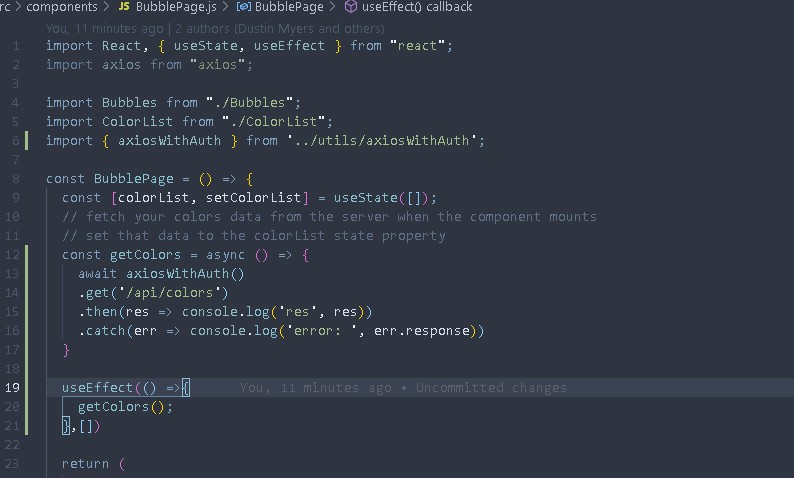 rc > components > JS BubblePage.js > BubblePage > useEffect() callback
You, 11 minutes ago | 2 authors (Dustin Myers and others)
1 import React, { useState, useEffect } from "react";
2 import axios from "axios";
3
4 import Bubbles from "./Bubbles";
5 import ColorList from "./ColorList";
6 import { axiosWithAuth } from '../utils/axiosWithAuth';
7
8 const BubblePage = () => {
9 const [colorList, setColorList] = useState([]);
10 // fetch your colors data from the server when the component mounts
11 // set that data to the colorList state property
12 const getColors = async () => {
13 await axiosWithAuth()
14 .get('/api/colors')
15 .then(res => console.log('res', res))
16 .catch(err => console.log('error: ', err.response))
17 }
18
19 useEffect(() =>{ You, 11 minutes ago • Uncommitted changes
20 getColors();
21 },[])
22
23 return (